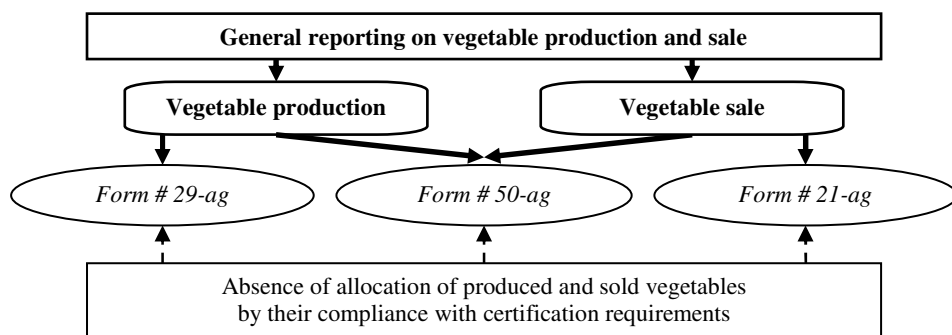 General reporting on vegetable production and sale
Vegetable production
Vegetable sale
Form # 29-ag
Form # 50-ag
Form # 21-ag
Absence of allocation of produced and sold vegetables
by their compliance with certification requirements